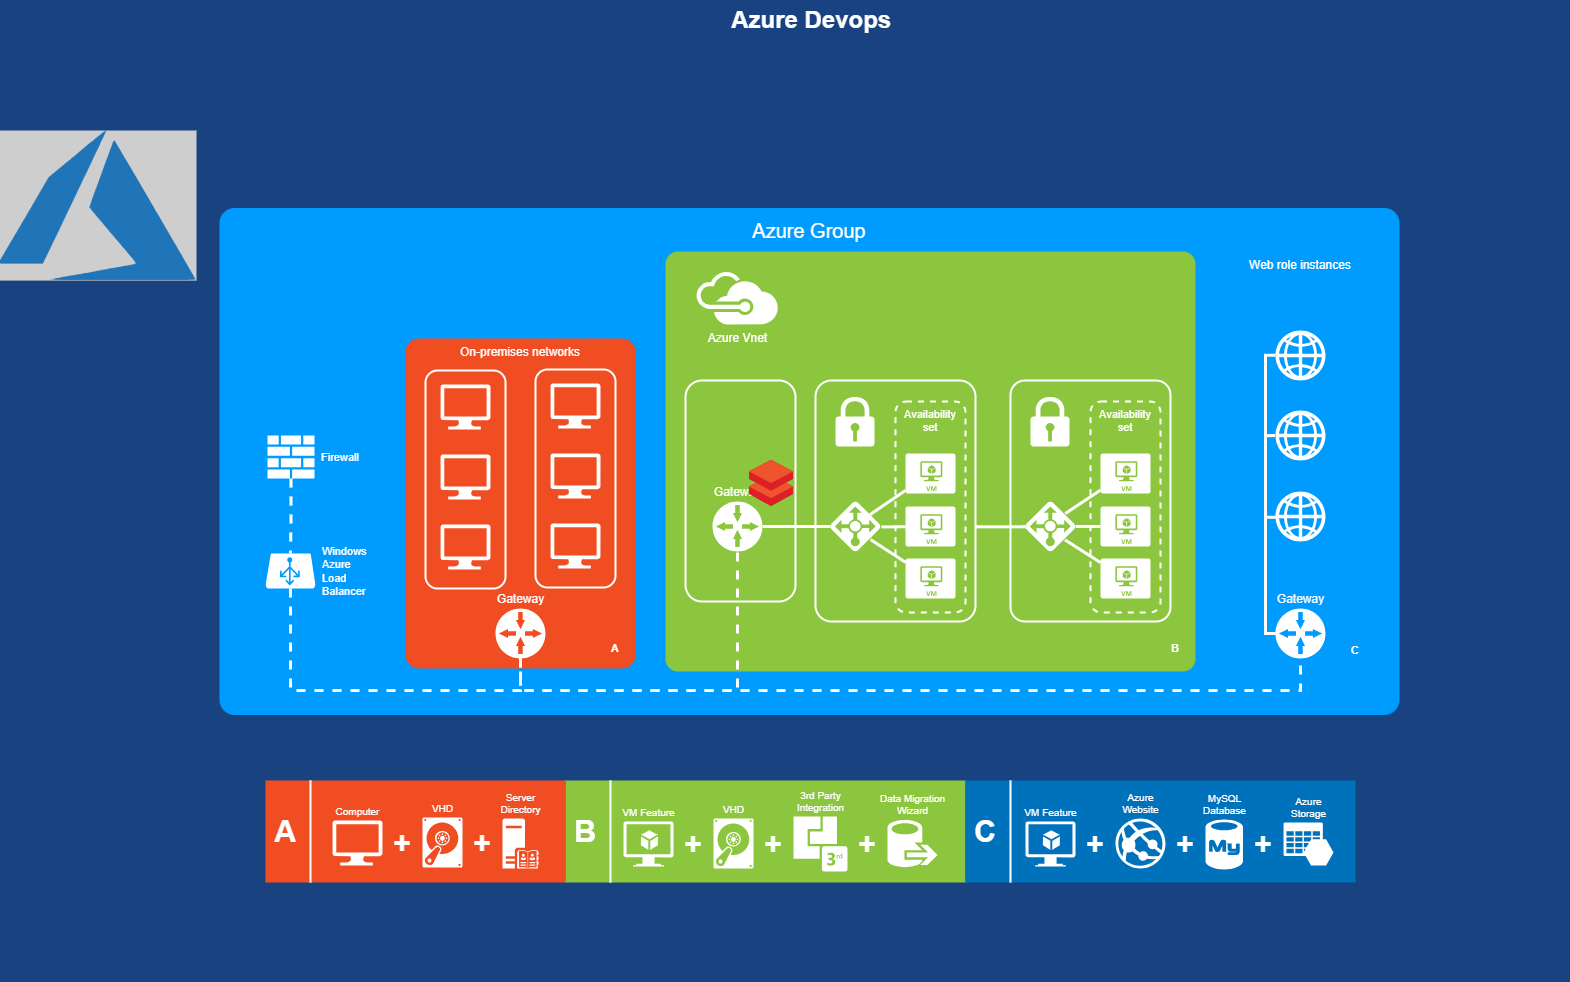 Azure Devops
Azure Group
Web role instances
Azure Vnet
On-premises networks
Availability
set
Availability
set
Firewall
VM
VM
Gatew
VM
VM
Windows
Azure
Load
Balancer
VM
VM
Gateway
Gateway
A
B
C
A
Computer
VHD
Server
Directory
B
VM Feature
VHD
3rd Party
Integration
3rd
Data Migration
Wizard
C
VM Feature
Azure
Website
MySQL
Database
My
Azure
Storage